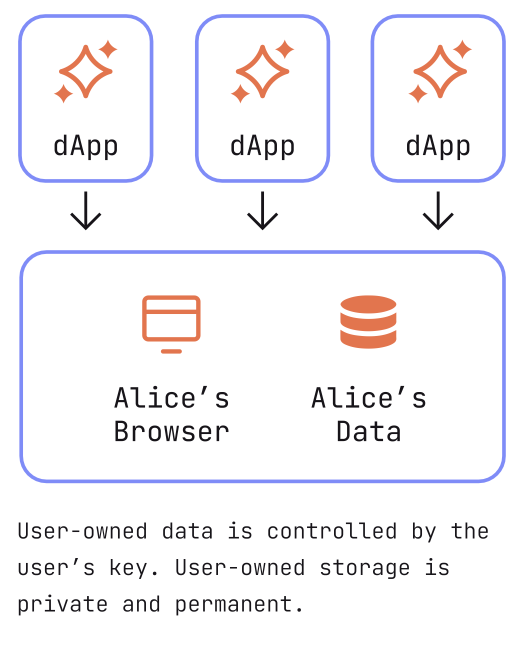 dApp dApp dApp
Alice’s Alice’s
Browser Data
User-owned data is controlled by the
user’s key. User-owned storage is
private and permanent.